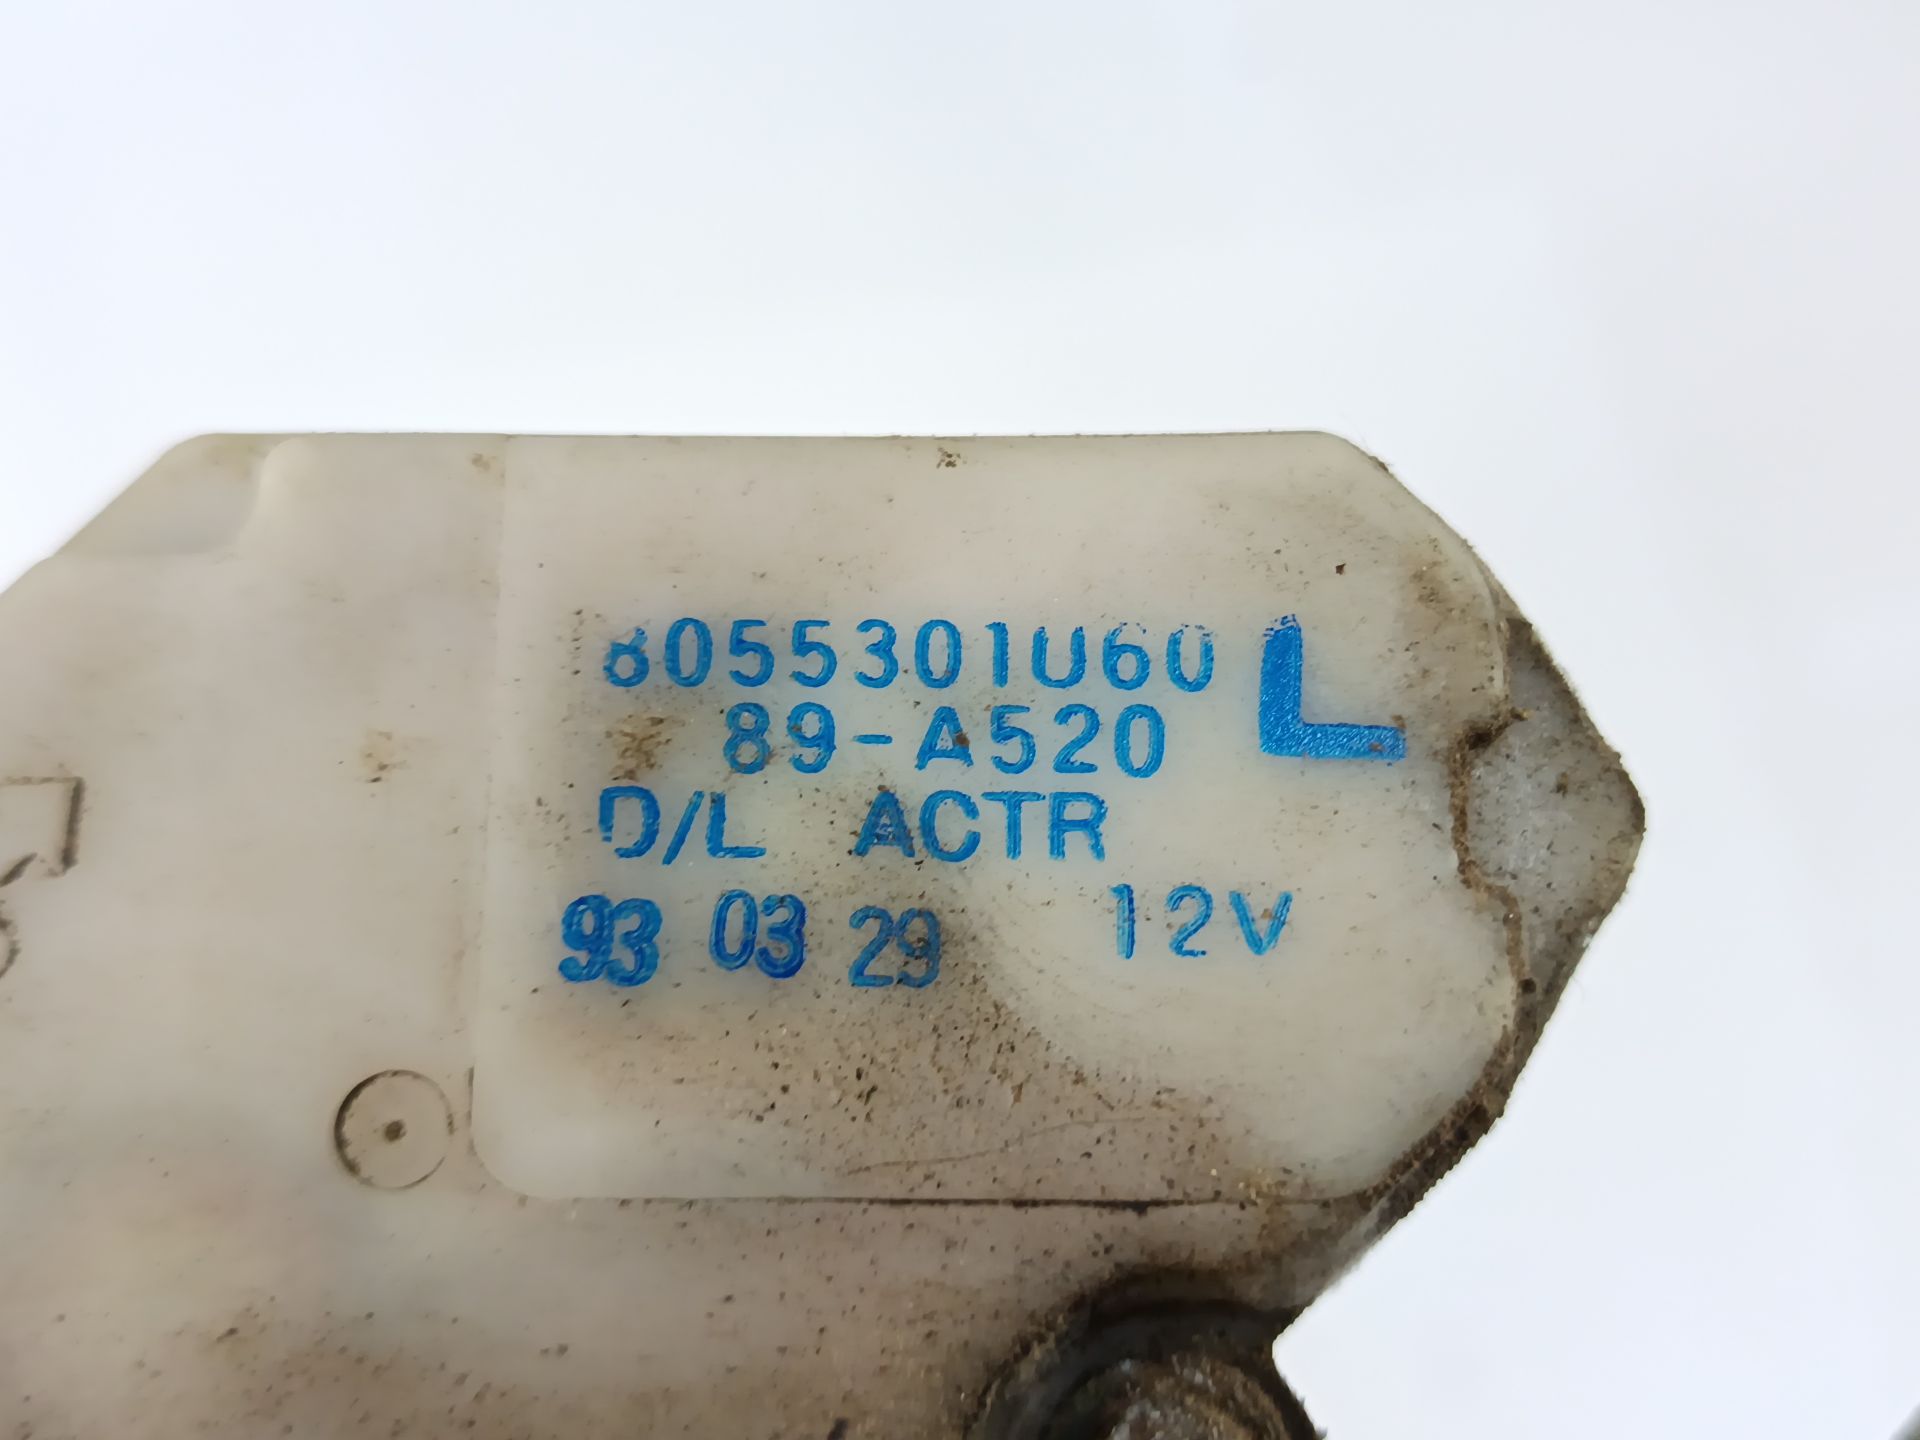 8055301U60 L
89-A520
D/L ACTR
93 03 29 12V